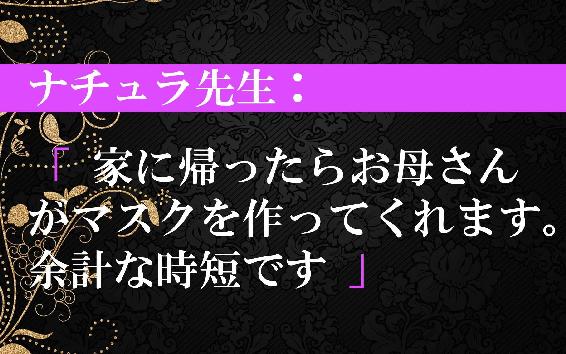 ナチュラ先生：
「 家に帰ったらお母さん
がマスクを作ってくれます。
余計な時短です 」